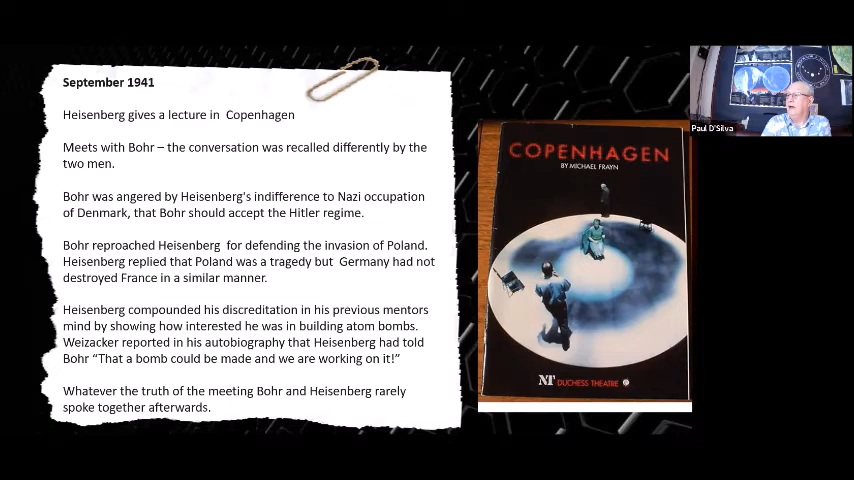 September 1941
Heisenberg gives a lecture in Copenhagen
Meets with Bohr – the conversation was recalled differently by the
two men.
Bohr was angered by Heisenberg's indifference to Nazi occupation
of Denmark, that Bohr should accept the Hitler regime.
Bohr reproached Heisenberg for defending the invasion of Poland.
Heisenberg replied that Poland was a tragedy but Germany had not
destroyed France in a similar manner.
Heisenberg compounded his discreditation in his previous mentors
mind by showing how interested he was in building atom bombs.
Weizacker reported in his autobiography that Heisenberg had told
Bohr “That a bomb could be made and we are working on it!”
Whatever the truth of the meeting Bohr and Heisenberg rarely
spoke together afterwards.
COPENHAGEN
BY MICHAEL FRAYN
NT DUCHESS THEATRE
Paul D'Silva